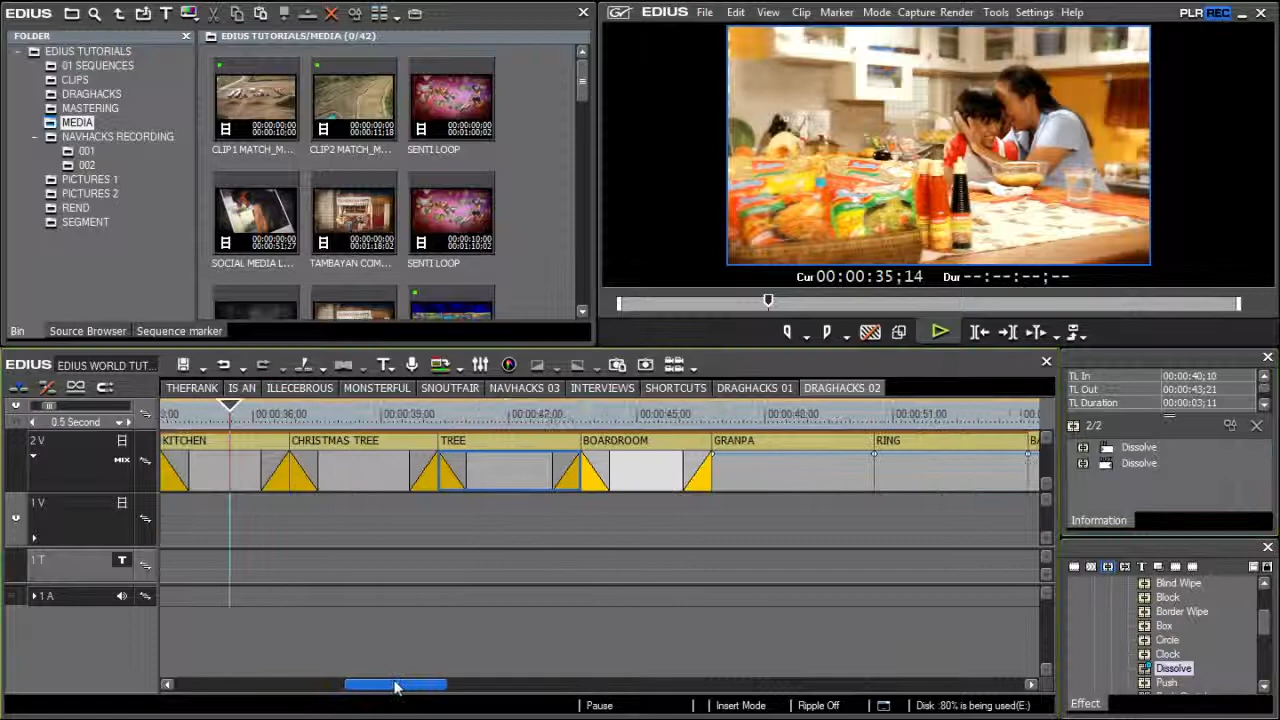 EDIUS File Edit View Clip Marker Mode Capture Render Tools Settings Help PLR REC
FOLDER
EDIUS TUTORIALS
01 SEQUENCES
CLIPS
DRAGHACKS
MASTERING
MEDIA
NAVHACKS RECORDING
001
002
PICTURES 1
PICTURES 2
REND
SEGMENT
EDIUS TUTORIALS/MEDIA (0/42)
00:00:00:00
00:00:10;00
CLIP1 MATCH_M...
00:00:00:00
00:00:11;18
CLIP2 MATCH_M...
00:00:00;00
00:01:00;02
SENTI LOOP
00:00:00;00
00:00:51;27
SOCIAL MEDIA L...
00:00:00;00
00:01:18;02
TAMBAYAN COM...
00:00:10;00
00:01:10;02
SENTI LOOP
Bin Source Browser Sequence marker
Cur 00:00:35;14 Dur --:--:--;--
EDIUS EDIUS WORLD TUT...
THEFRANK IS AN ILLECEBROUS MONSTERFUL SNOUTFAIR NAVHACKS 03 INTERVIEWS SHORTCUTS DRAGHACKS 01 DRAGHACKS 02
0.5 Second
00:00:36;00 00:00:39;00 00:00:42;00 00:00:45;00 00:00:48;00 00:00:51;00
2 V
MIX
KITCHEN CHRISTMAS TREE TREE BOARDROOM GRANPA RING
1 V
1 T T
1 A
Pause Insert Mode Ripple Off Disk :80% is being used(E:)
TL In 00:00:40;10
TL Out 00:00:43;21
TL Duration 00:00:03;11
2/2
Dissolve
Dissolve
Information
Blind Wipe
Block
Border Wipe
Box
Circle
Clock
Dissolve
Push
Effect